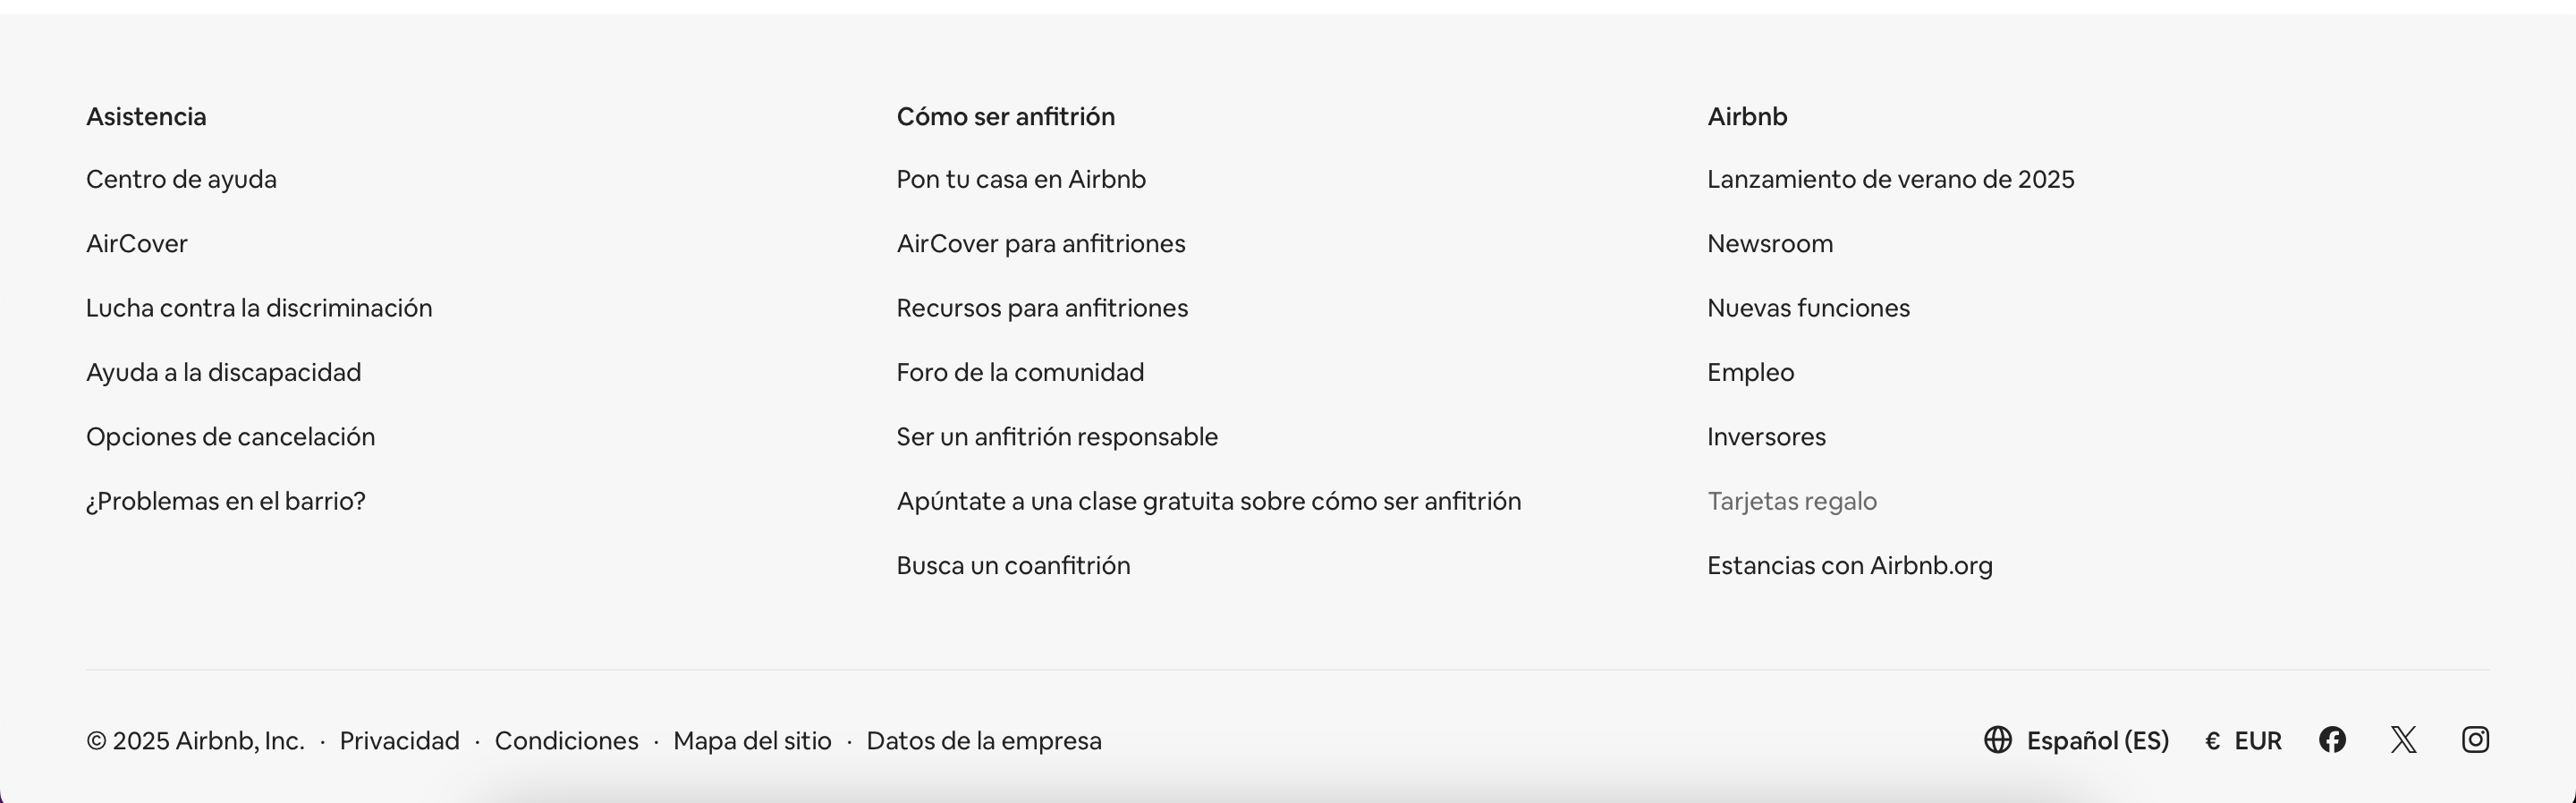 Asistencia
Centro de ayuda
AirCover
Lucha contra la discriminación
Ayuda a la discapacidad
Opciones de cancelación
¿Problemas en el barrio?
Cómo ser anfitrión
Pon tu casa en Airbnb
AirCover para anfitriones
Recursos para anfitriones
Foro de la comunidad
Ser un anfitrión responsable
Apúntate a una clase gratuita sobre cómo ser anfitrión
Busca un coanfitrión
Airbnb
Lanzamiento de verano de 2025
Newsroom
Nuevas funciones
Empleo
Inversores
Tarjetas regalo
Estancias con Airbnb.org
© 2025 Airbnb, Inc. · Privacidad · Condiciones · Mapa del sitio · Datos de la empresa
Español (ES) € EUR